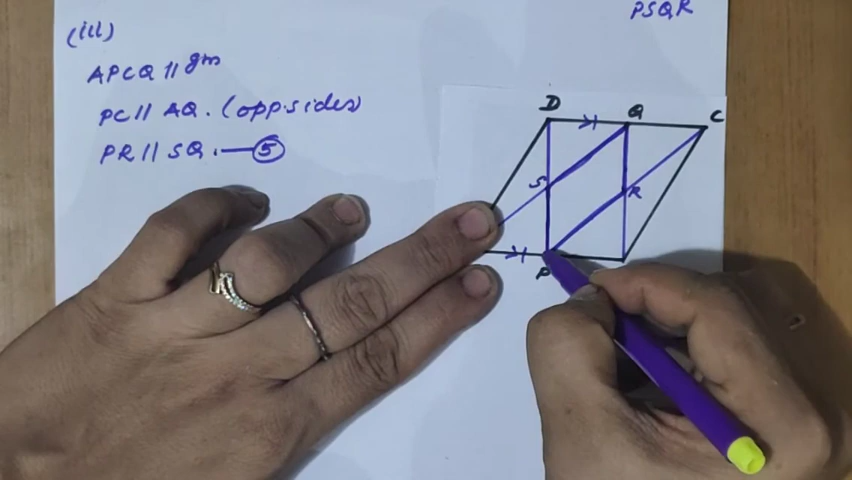 PSQR
(iii)
APCQ ||gm
PC || AQ. (opp.sides)
PR || SQ. — 5
D
Q
C
S
R
P